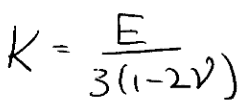 K = E / 3(1-2ν)